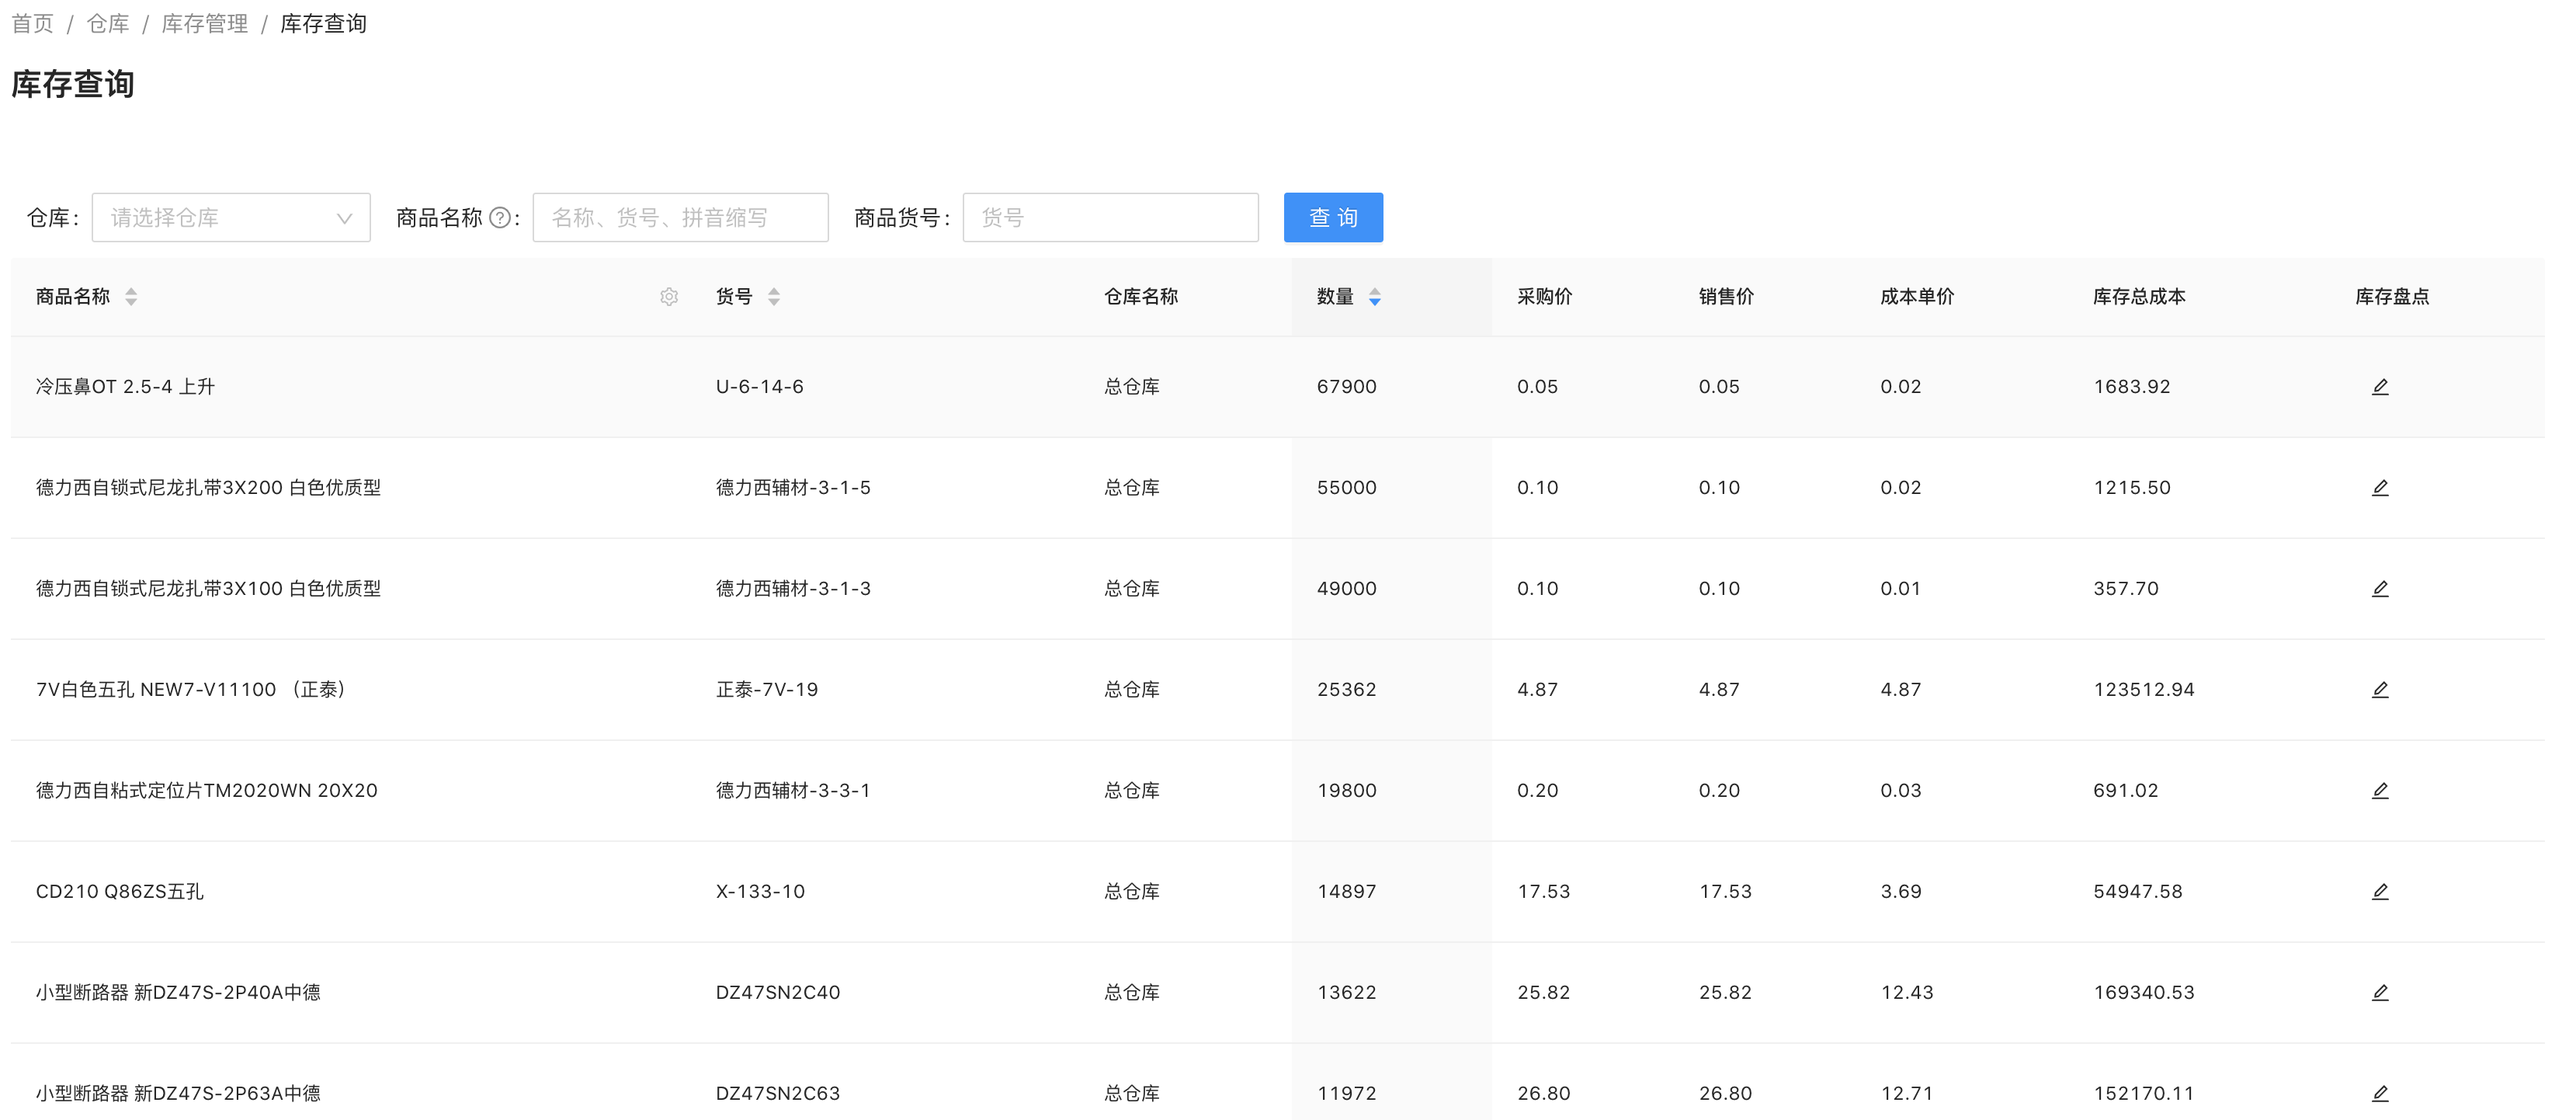 首页 / 仓库 / 库存管理 / 库存查询
库存查询
仓库: 请选择仓库 商品名称 ? : 名称、货号、拼音缩写 商品货号: 货号 查 询
商品名称 货号 仓库名称 数量 采购价 销售价 成本单价 库存总成本 库存盘点
冷压鼻OT 2.5-4 上升 U-6-14-6 总仓库 67900 0.05 0.05 0.02 1683.92
德力西自锁式尼龙扎带3X200 白色优质型 德力西辅材-3-1-5 总仓库 55000 0.10 0.10 0.02 1215.50
德力西自锁式尼龙扎带3X100 白色优质型 德力西辅材-3-1-3 总仓库 49000 0.10 0.10 0.01 357.70
7V白色五孔 NEW7-V11100 （正泰） 正泰-7V-19 总仓库 25362 4.87 4.87 4.87 123512.94
德力西自粘式定位片TM2020WN 20X20 德力西辅材-3-3-1 总仓库 19800 0.20 0.20 0.03 691.02
CD210 Q86ZS五孔 X-133-10 总仓库 14897 17.53 17.53 3.69 54947.58
小型断路器 新DZ47S-2P40A中德 DZ47SN2C40 总仓库 13622 25.82 25.82 12.43 169340.53
小型断路器 新DZ47S-2P63A中德 DZ47SN2C63 总仓库 11972 26.80 26.80 12.71 152170.11